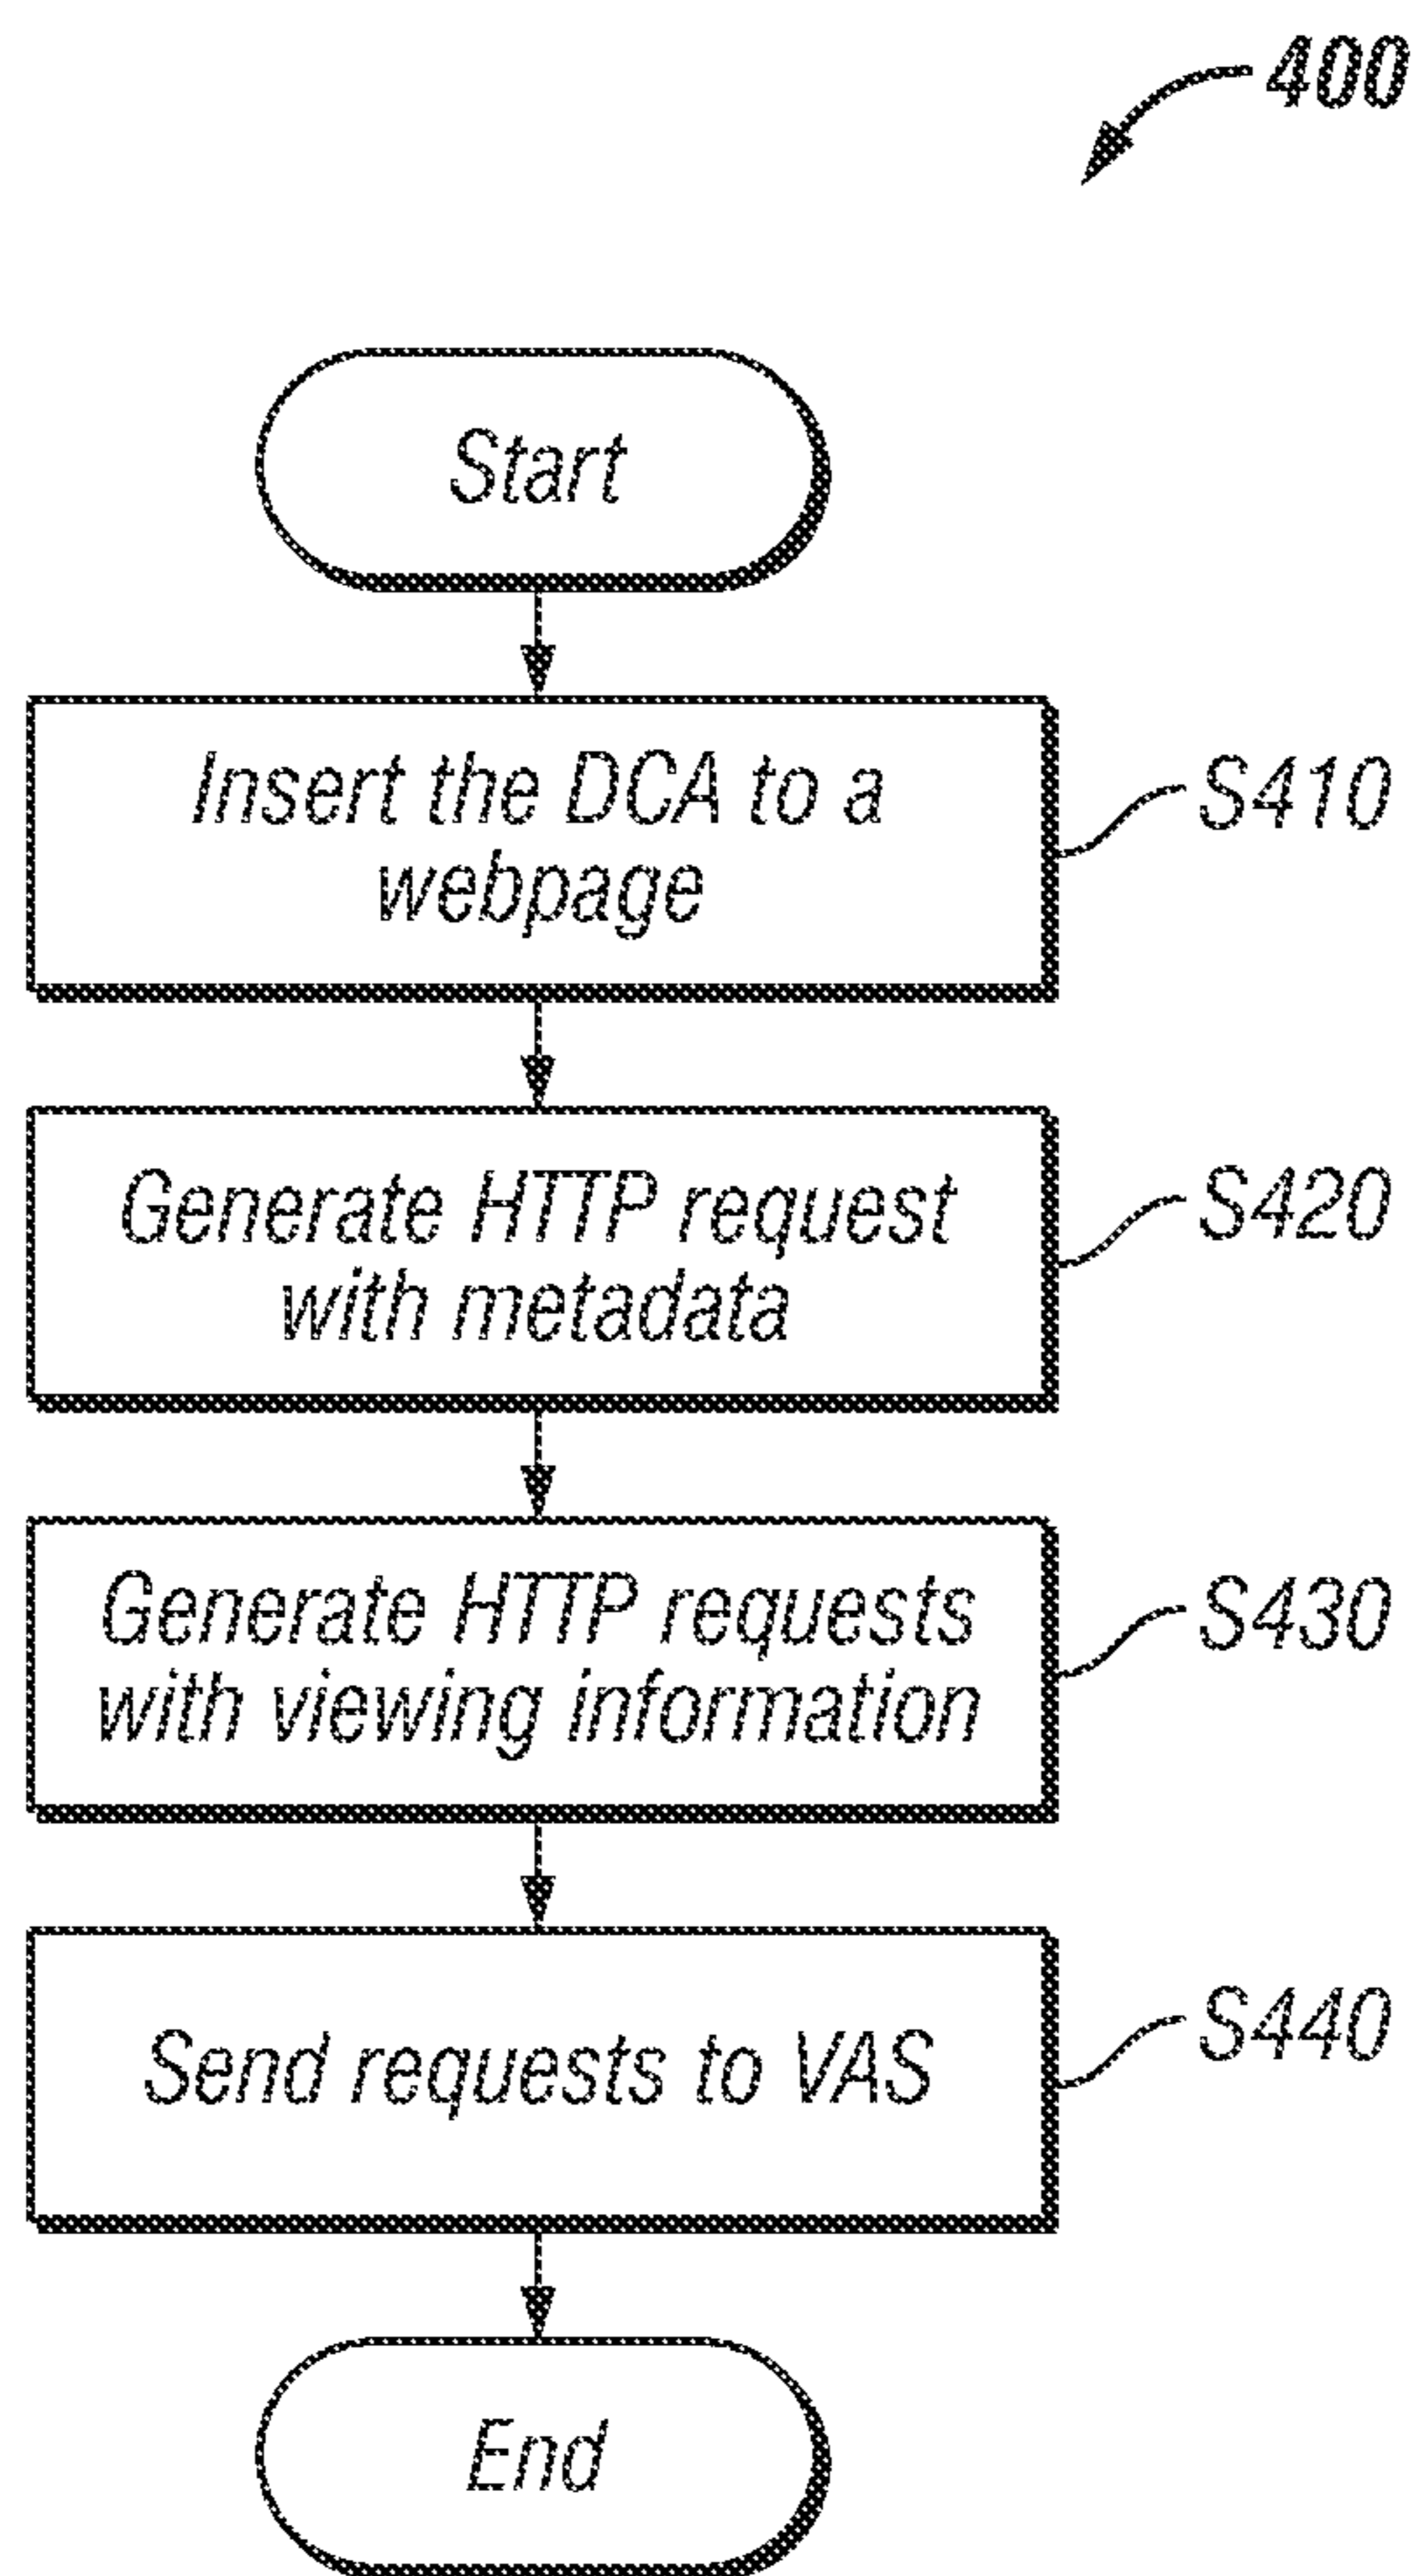 400
Start
Insert the DCA to a
webpage
S410
Generate HTTP request
with metadata
S420
Generate HTTP requests
with viewing information
S430
Send requests to VAS
S440
End